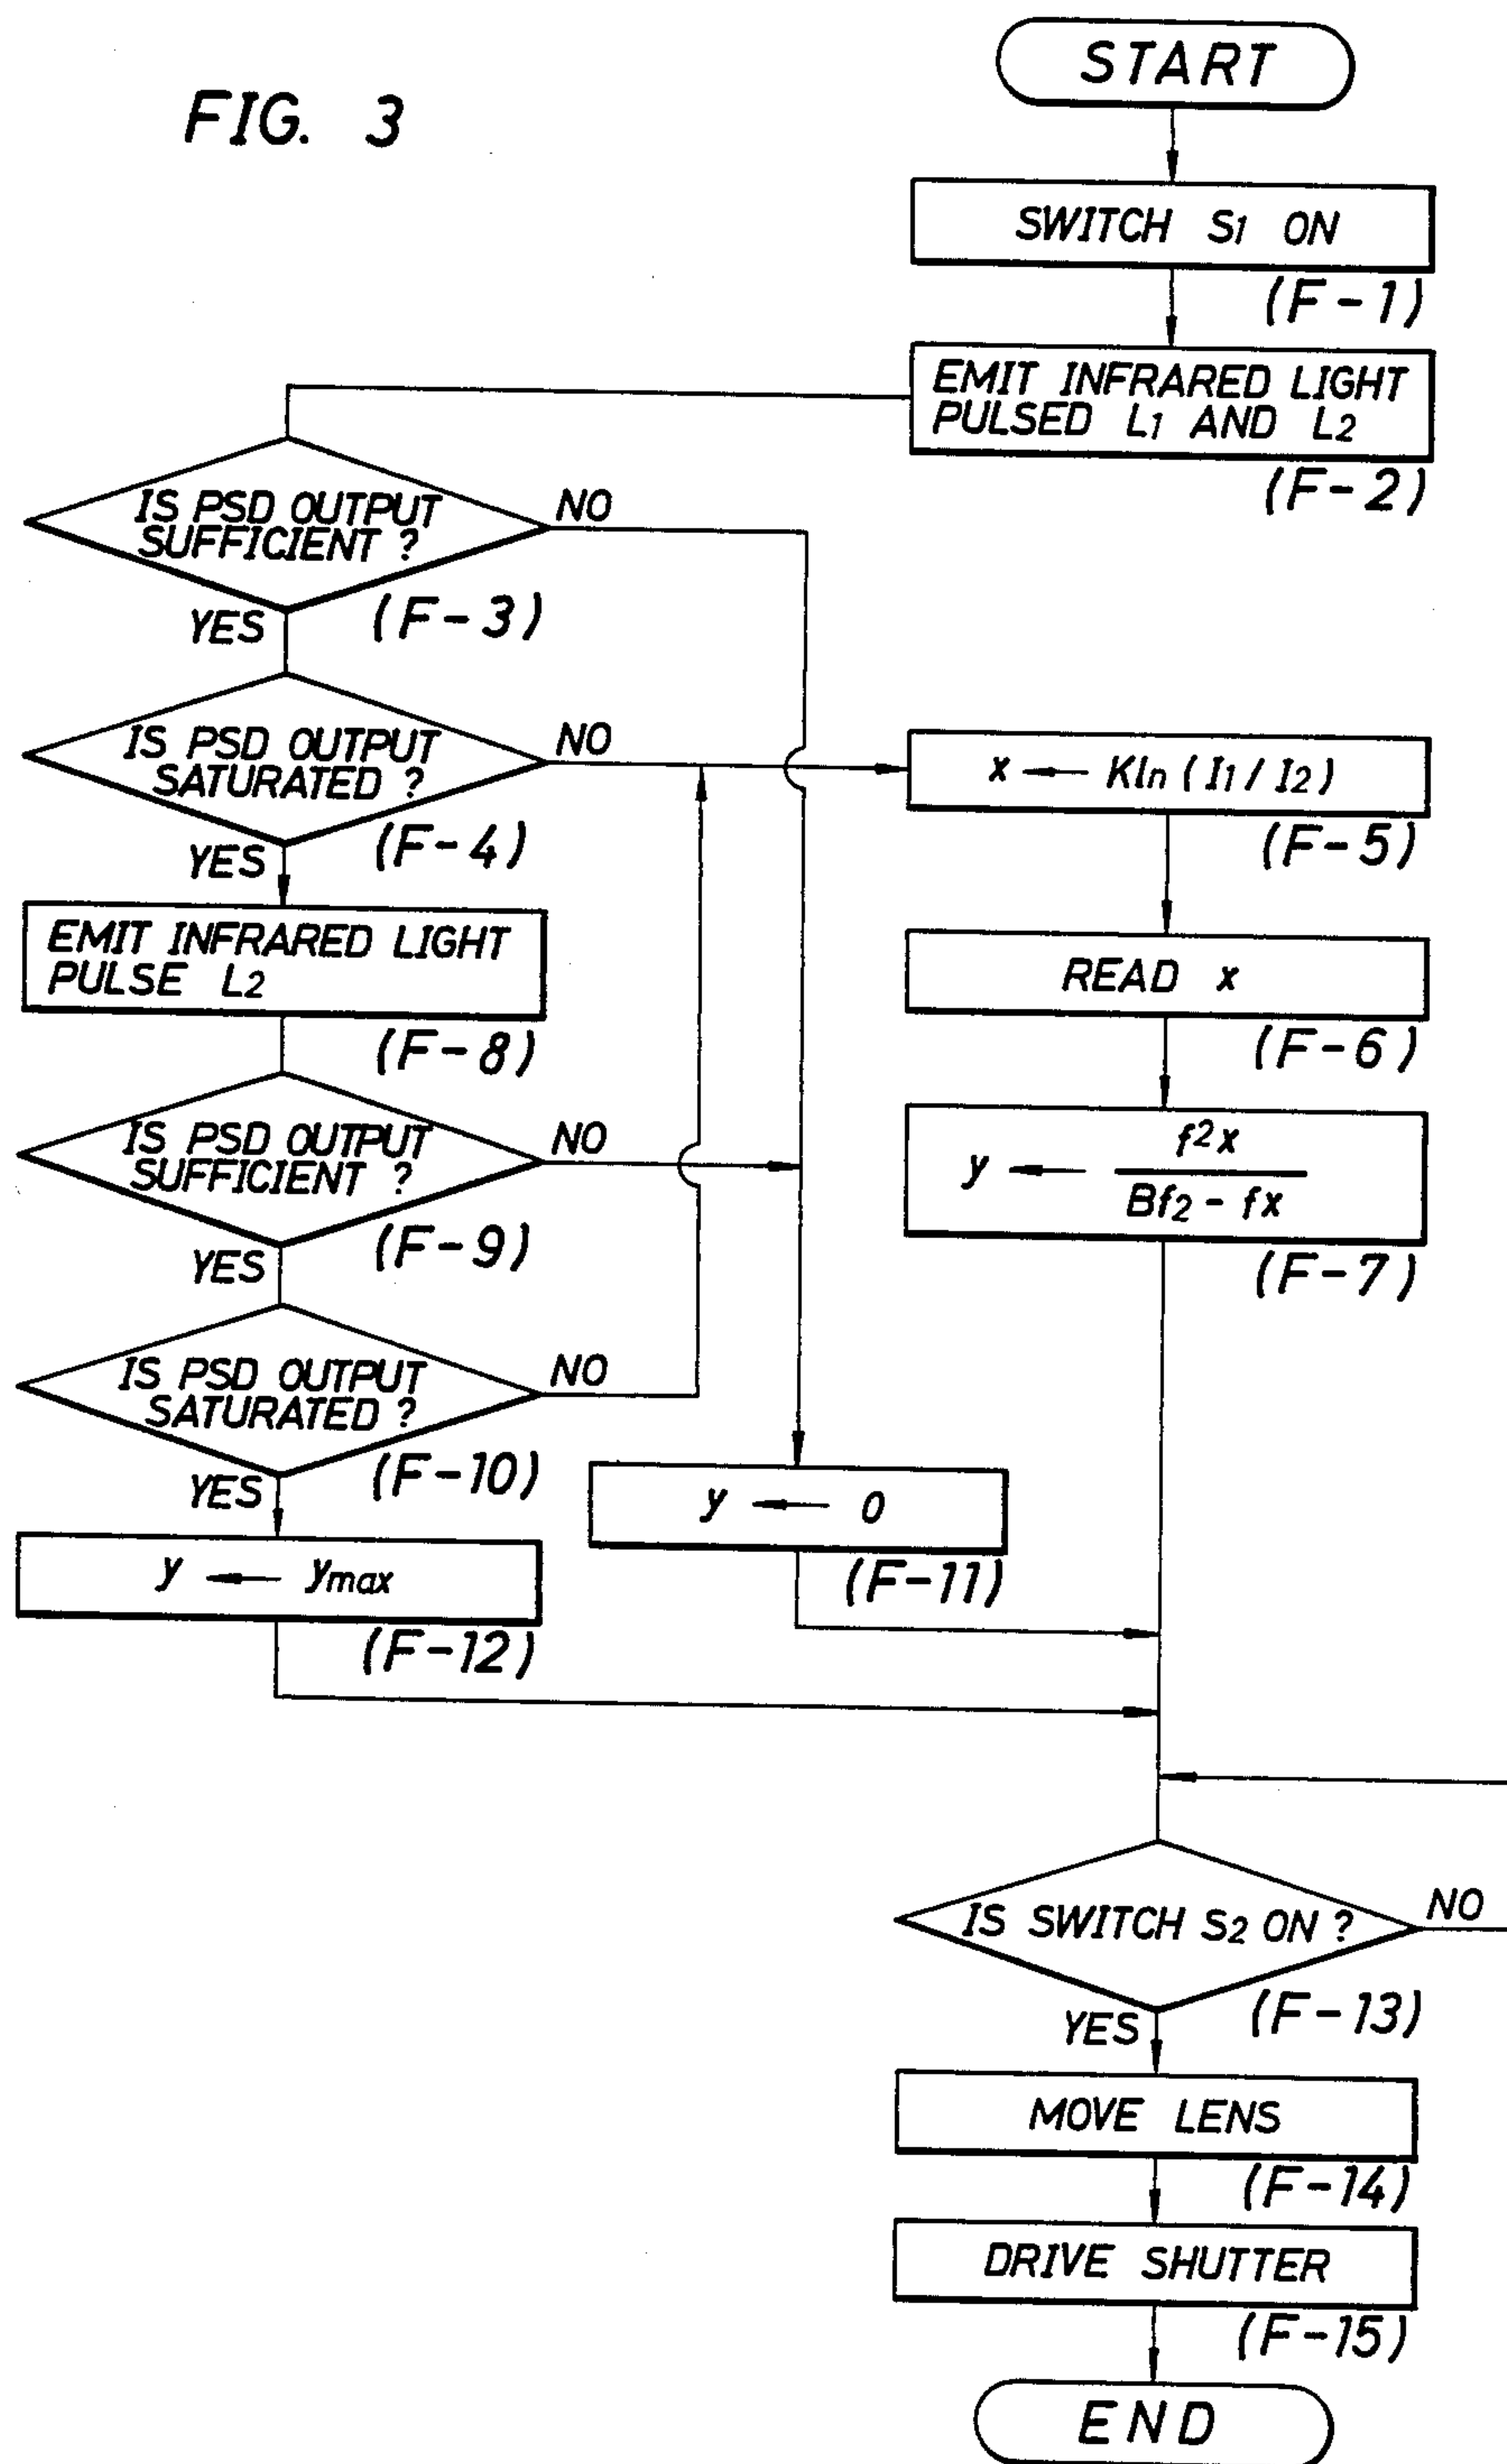 FIG. 3
START
SWITCH S1 ON
(F-1)
EMIT INFRARED LIGHT
PULSED L1 AND L2
(F-2)
IS PSD OUTPUT
SUFFICIENT ?
NO
YES
(F-3)
IS PSD OUTPUT
SATURATED ?
NO
YES
(F-4)
x ← Kln (I1 / I2)
(F-5)
READ x
(F-6)
y ← f2x
Bf2 - fx
(F-7)
EMIT INFRARED LIGHT
PULSE L2
(F-8)
IS PSD OUTPUT
SUFFICIENT ?
NO
YES
(F-9)
IS PSD OUTPUT
SATURATED ?
NO
YES
(F-10)
y ← 0
(F-11)
y ← ymax
(F-12)
IS SWITCH S2 ON ?
NO
YES
(F-13)
MOVE LENS
(F-14)
DRIVE SHUTTER
(F-15)
END